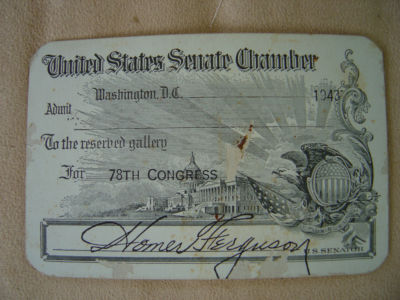 United States Senate Chamber
Washington, D.C. 1943
Admit
To the reserved gallery
For 78TH CONGRESS
Homer Ferguson
U.S. SENATOR.